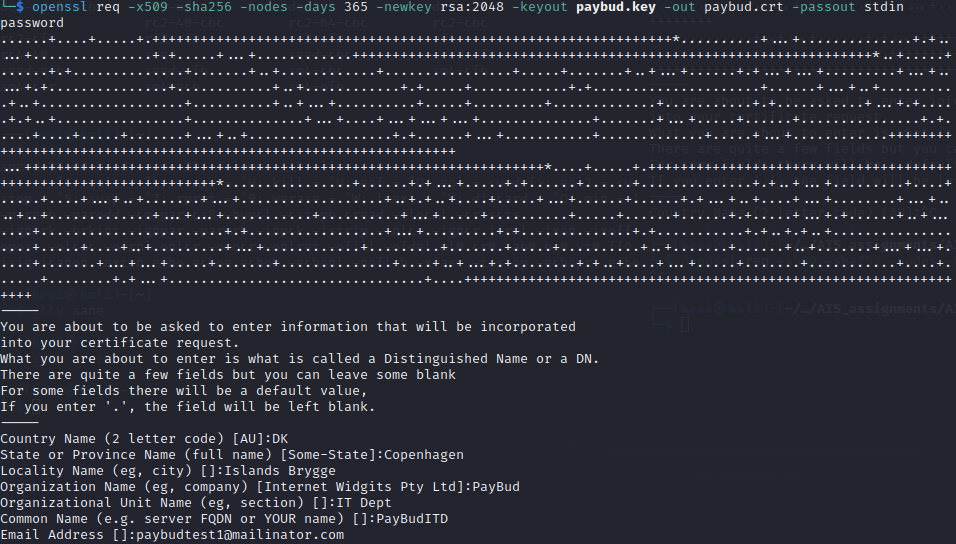 └─$ openssl req -x509 -sha256 -nodes -days 365 -newkey rsa:2048 -keyout paybud.key -out paybud.crt -passout stdin
password
-----
You are about to be asked to enter information that will be incorporated
into your certificate request.
What you are about to enter is what is called a Distinguished Name or a DN.
There are quite a few fields but you can leave some blank
For some fields there will be a default value,
If you enter '.', the field will be left blank.
-----
Country Name (2 letter code) [AU]:DK
State or Province Name (full name) [Some-State]:Copenhagen
Locality Name (eg, city) []:Islands Brygge
Organization Name (eg, company) [Internet Widgits Pty Ltd]:PayBud
Organizational Unit Name (eg, section) []:IT Dept
Common Name (e.g. server FQDN or YOUR name) []:PayBudITD
Email Address []:paybudtest1@mailinator.com